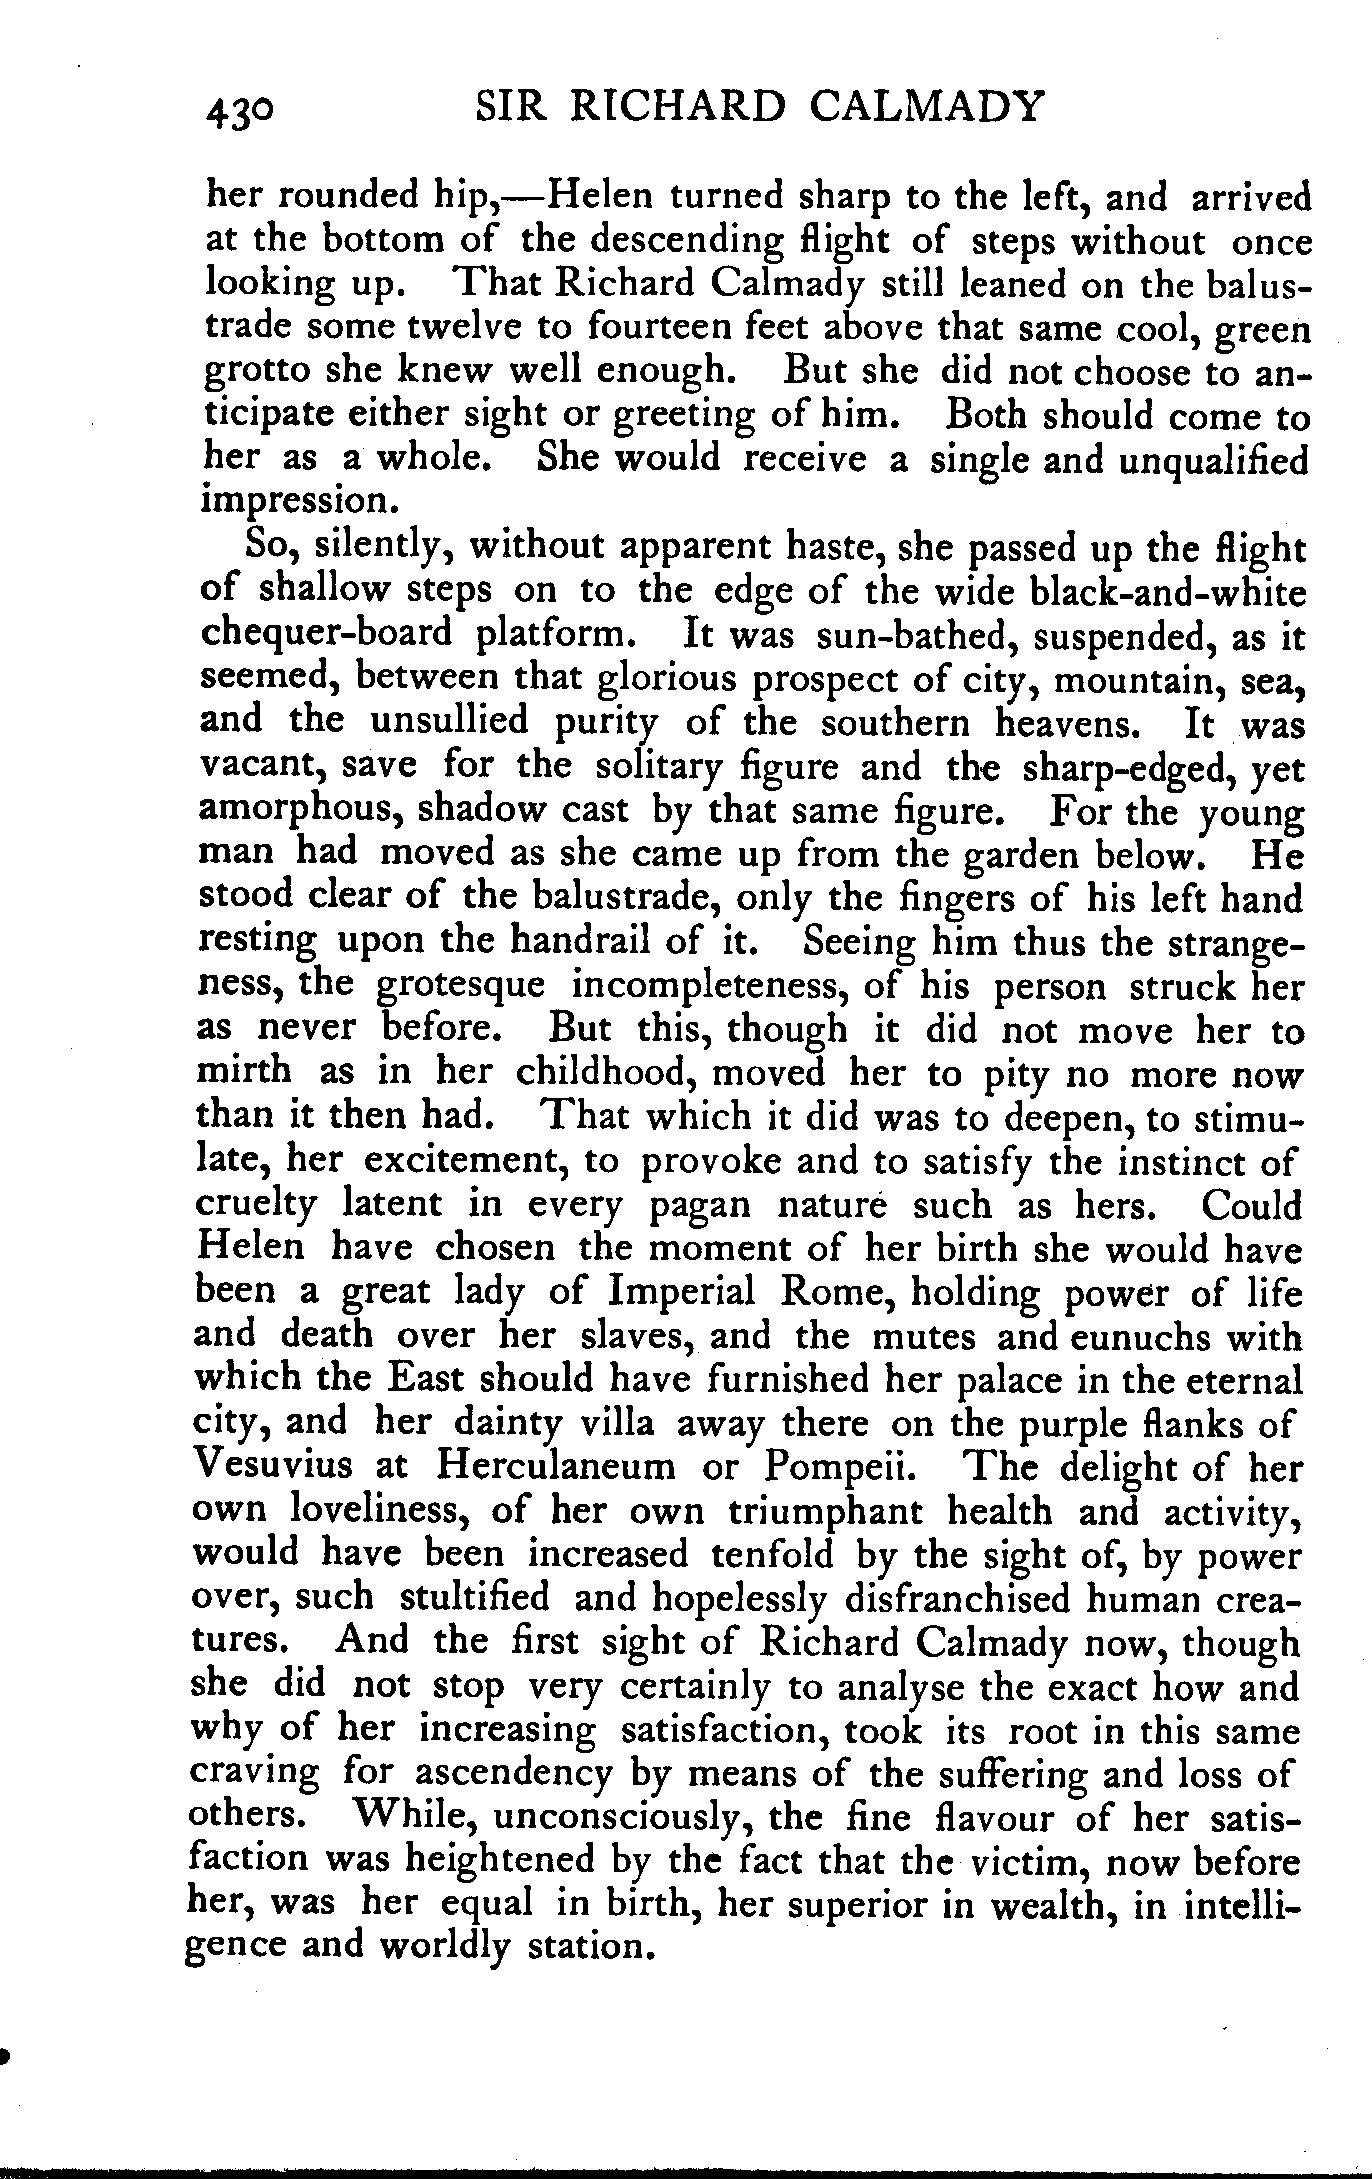 430 SIR RICHARD CALMADY
her rounded hip,—Helen turned sharp to the left, and arrived
at the bottom of the descending flight of steps without once
looking up. That Richard Calmady still leaned on the balus-
trade some twelve to fourteen feet above that same cool, green
grotto she knew well enough. But she did not choose to an-
ticipate either sight or greeting of him. Both should come to
her as a whole. She would receive a single and unqualified
impression.
So, silently, without apparent haste, she passed up the flight
of shallow steps on to the edge of the wide black-and-white
chequer-board platform. It was sun-bathed, suspended, as it
seemed, between that glorious prospect of city, mountain, sea,
and the unsullied purity of the southern heavens. It was
vacant, save for the solitary figure and the sharp-edged, yet
amorphous, shadow cast by that same figure. For the young
man had moved as she came up from the garden below. He
stood clear of the balustrade, only the fingers of his left hand
resting upon the handrail of it. Seeing him thus the strange-
ness, the grotesque incompleteness, of his person struck her
as never before. But this, though it did not move her to
mirth as in her childhood, moved her to pity no more now
than it then had. That which it did was to deepen, to stimu-
late, her excitement, to provoke and to satisfy the instinct of
cruelty latent in every pagan nature such as hers. Could
Helen have chosen the moment of her birth she would have
been a great lady of Imperial Rome, holding power of life
and death over her slaves, and the mutes and eunuchs with
which the East should have furnished her palace in the eternal
city, and her dainty villa away there on the purple flanks of
Vesuvius at Herculaneum or Pompeii. The delight of her
own loveliness, of her own triumphant health and activity,
would have been increased tenfold by the sight of, by power
over, such stultified and hopelessly disfranchised human crea-
tures. And the first sight of Richard Calmady now, though
she did not stop very certainly to analyse the exact how and
why of her increasing satisfaction, took its root in this same
craving for ascendency by means of the suffering and loss of
others. While, unconsciously, the fine flavour of her satis-
faction was heightened by the fact that the victim, now before
her, was her equal in birth, her superior in wealth, in intelli-
gence and worldly station.